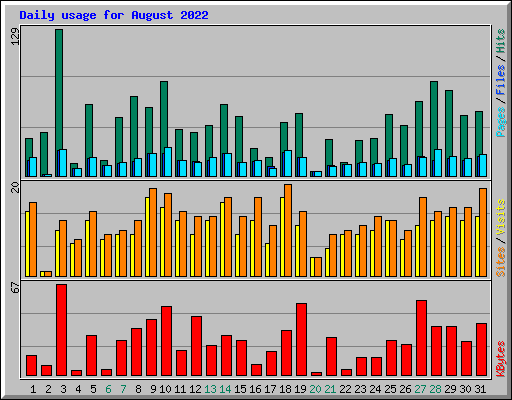 Daily usage for August 2022
129
Pages / Files / Hits
20
Sites / Visits
67
KBytes
1 2 3 4 5 6 7 8 9 10 11 12 13 14 15 16 17 18 19 20 21 22 23 24 25 26 27 28 29 30 31